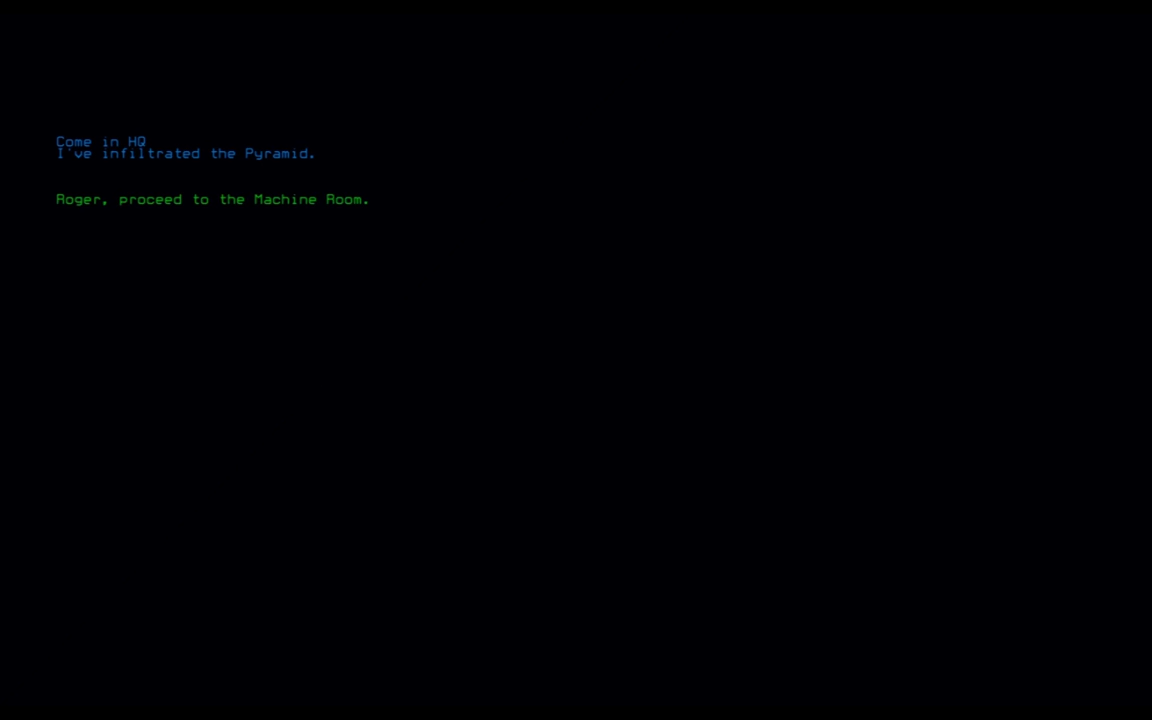 Come in HQ
I've infiltrated the Pyramid.
Roger, proceed to the Machine Room.